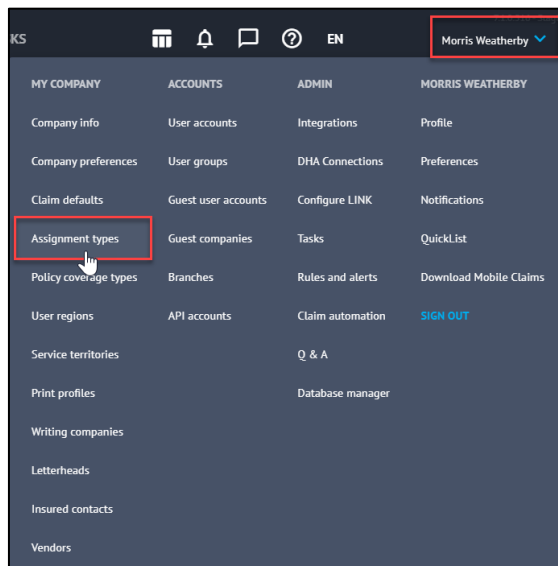 KS
EN
Morris Weatherby
MY COMPANY
Company info
Company preferences
Claim defaults
Assignment types
Policy coverage types
User regions
Service territories
Print profiles
Writing companies
Letterheads
Insured contacts
Vendors
ACCOUNTS
User accounts
User groups
Guest user accounts
Guest companies
Branches
API accounts
ADMIN
Integrations
DHA Connections
Configure LINK
Tasks
Rules and alerts
Claim automation
Q & A
Database manager
MORRIS WEATHERBY
Profile
Preferences
Notifications
QuickList
Download Mobile Claims
SIGN OUT